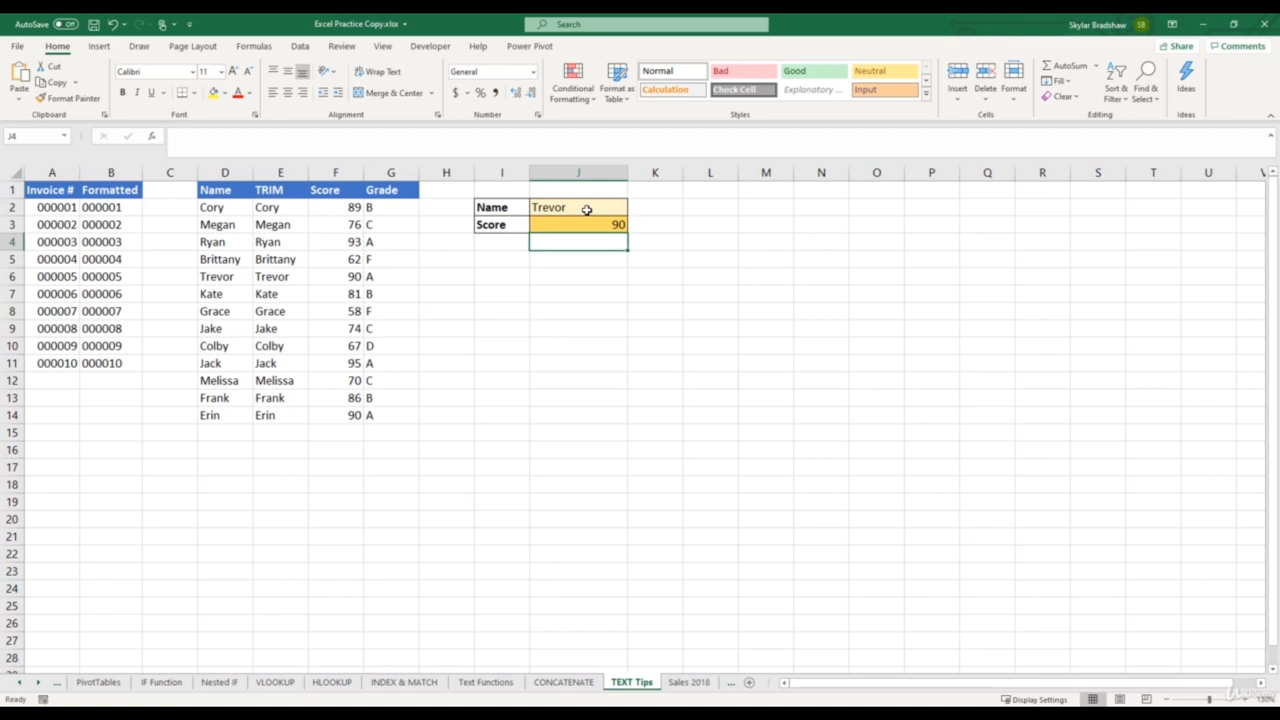 AutoSave Off Excel Practice Copy.xlsx Search Skylar Bradshaw SB
File Home Insert Draw Page Layout Formulas Data Review View Developer Help Power Pivot Share Comments
Paste Cut Calibri 11 A A Wrap Text General Conditional Formatting Format as Table Normal Bad Good Neutral Insert Delete Format AutoSum Sort & Filter Find & Select Ideas
Copy Fill
Format Painter B I U A Merge & Center $ % , Calculation Check Cell Explanatory ... Input Clear
Clipboard Font Alignment Number Styles Cells Editing Ideas
J4 fx
A B C D E F G H I J K L M N O P Q R S T U V
1 Invoice # Formatted Name TRIM Score Grade
2 000001 000001 Cory Cory 89 B Name Trevor
3 000002 000002 Megan Megan 76 C Score 90
4 000003 000003 Ryan Ryan 93 A
5 000004 000004 Brittany Brittany 62 F
6 000005 000005 Trevor Trevor 90 A
7 000006 000006 Kate Kate 81 B
8 000007 000007 Grace Grace 58 F
9 000008 000008 Jake Jake 74 C
10 000009 000009 Colby Colby 67 D
11 000010 000010 Jack Jack 95 A
12 Melissa Melissa 70 C
13 Frank Frank 86 B
14 Erin Erin 90 A
15
16
17
18
19
20
21
22
23
24
25
26
27
28
... PivotTables IF Function Nested IF VLOOKUP HLOOKUP INDEX & MATCH Text Functions CONCATENATE TEXT Tips Sales 2018 ...
Ready Display Settings 130%